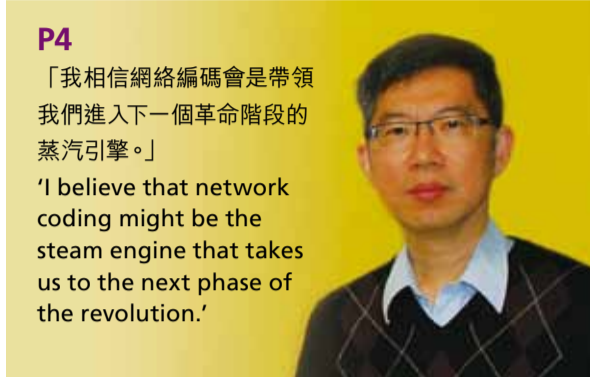 P4
「我相信網絡編碼會是帶領
我們進入下一個革命階段的
蒸汽引擎。」
‘I believe that network
coding might be the
steam engine that takes
us to the next phase of
the revolution.’